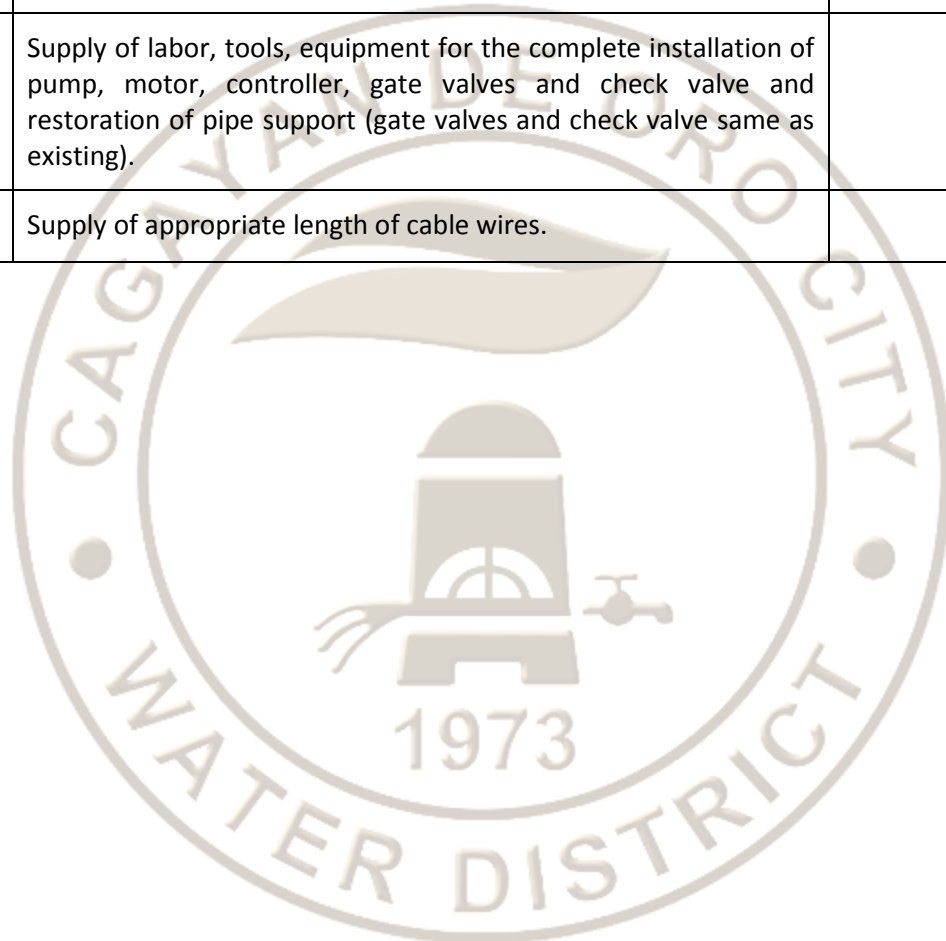 Supply of labor, tools, equipment for the complete installation of
pump, motor, controller, gate valves and check valve and
restoration of pipe support (gate valves and check valve same as
existing).
Supply of appropriate length of cable wires.
CAGAYAN DE ORO CITY
1973
WATER DISTRICT